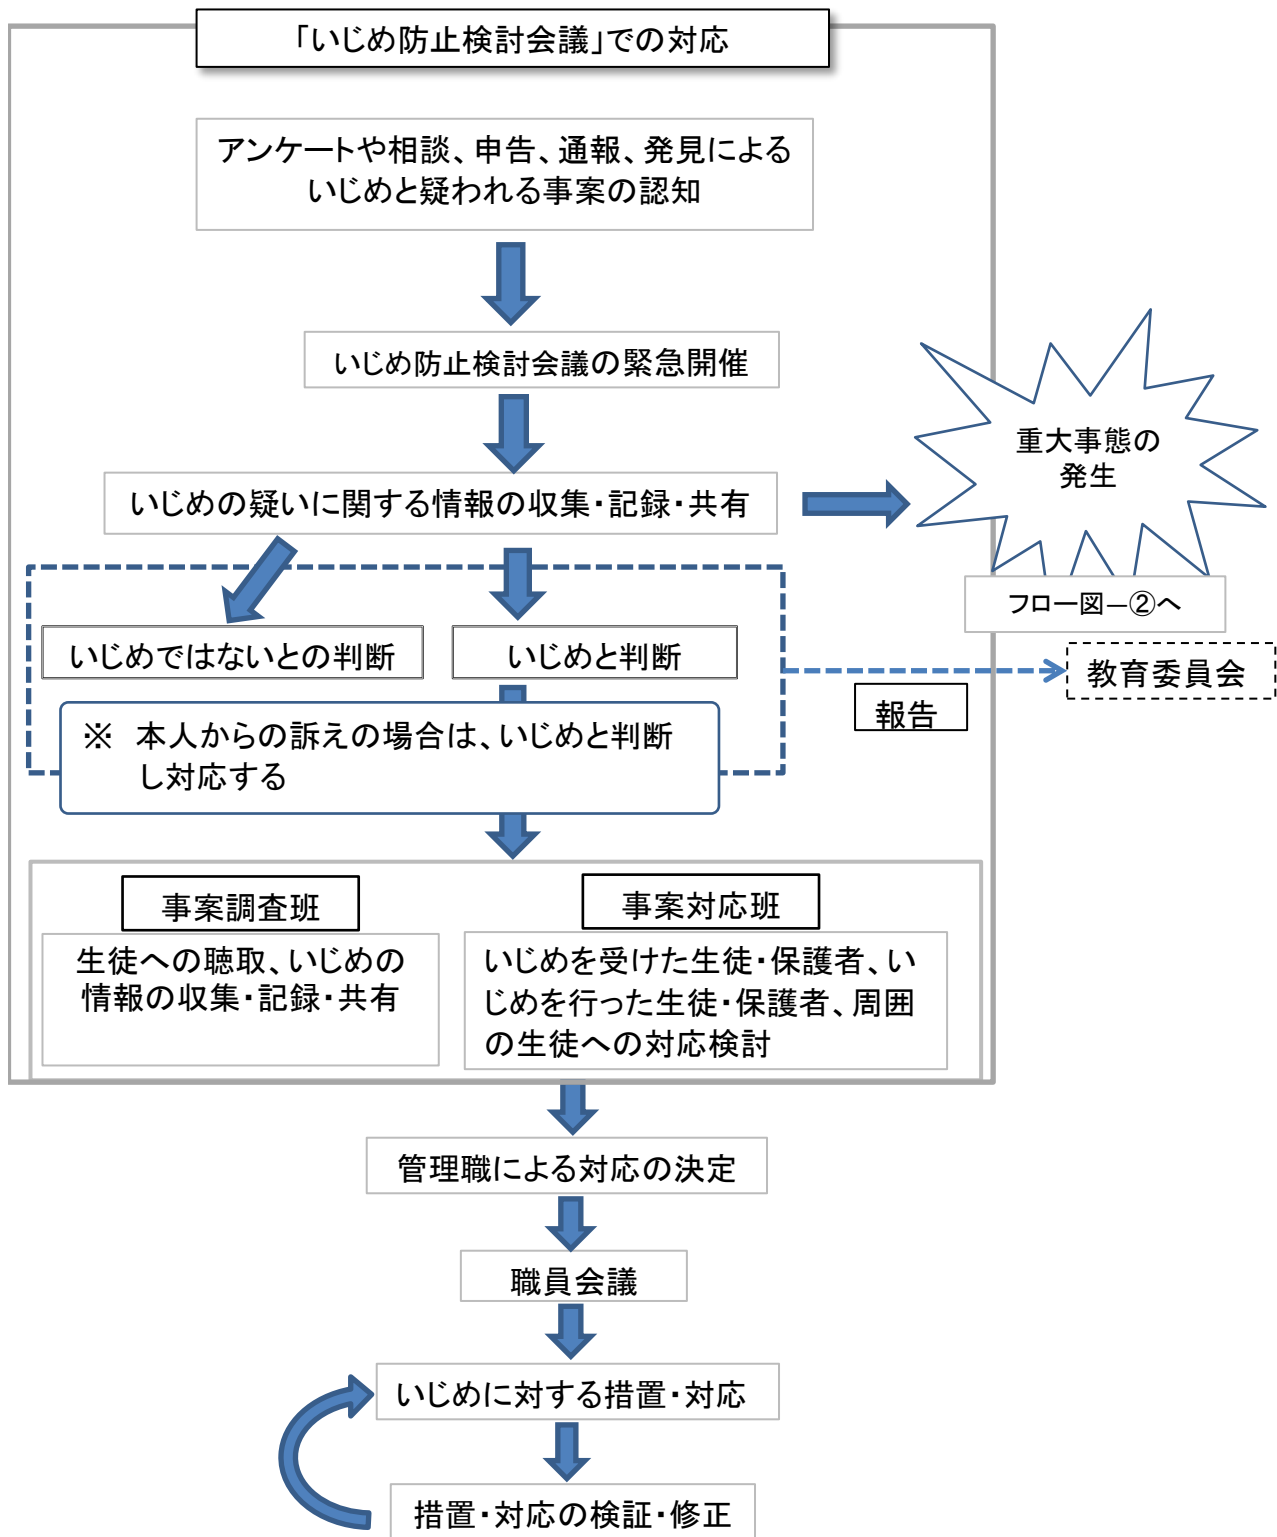 「いじめ防止検討会議」での対応
アンケートや相談、申告、通報、発見による
いじめと疑われる事案の認知
いじめ防止検討会議の緊急開催
重大事態の
発生
いじめの疑いに関する情報の収集・記録・共有
フロー図―②へ
いじめではないとの判断
いじめと判断
教育委員会
報告
※　本人からの訴えの場合は、いじめと判断
し対応する
事案調査班
生徒への聴取、いじめの
情報の収集・記録・共有
事案対応班
いじめを受けた生徒・保護者、い
じめを行った生徒・保護者、周囲
の生徒への対応検討
管理職による対応の決定
職員会議
いじめに対する措置・対応
措置・対応の検証・修正